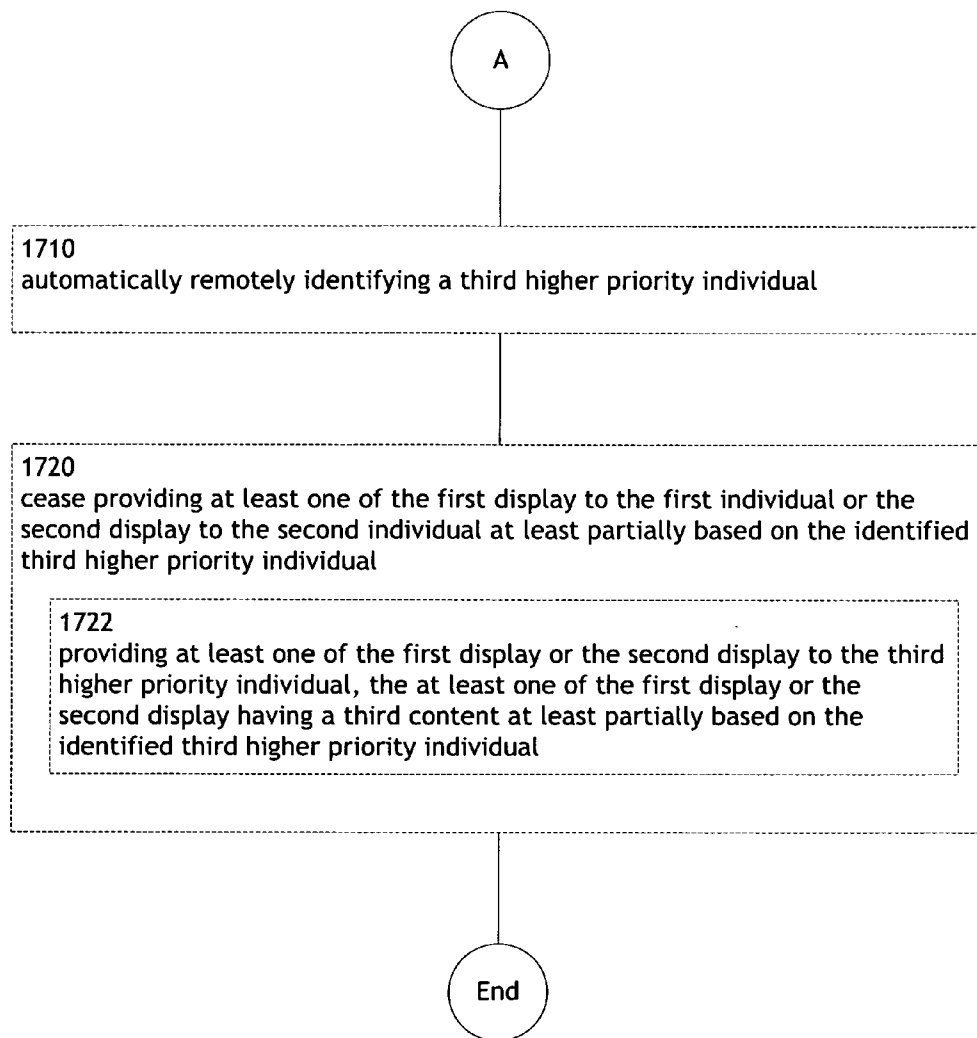 A
1710
automatically remotely identifying a third higher priority individual
1720
cease providing at least one of the first display to the first individual or the
second display to the second individual at least partially based on the identified
third higher priority individual
1722
providing at least one of the first display or the second display to the third
higher priority individual, the at least one of the first display or the
second display having a third content at least partially based on the
identified third higher priority individual
End